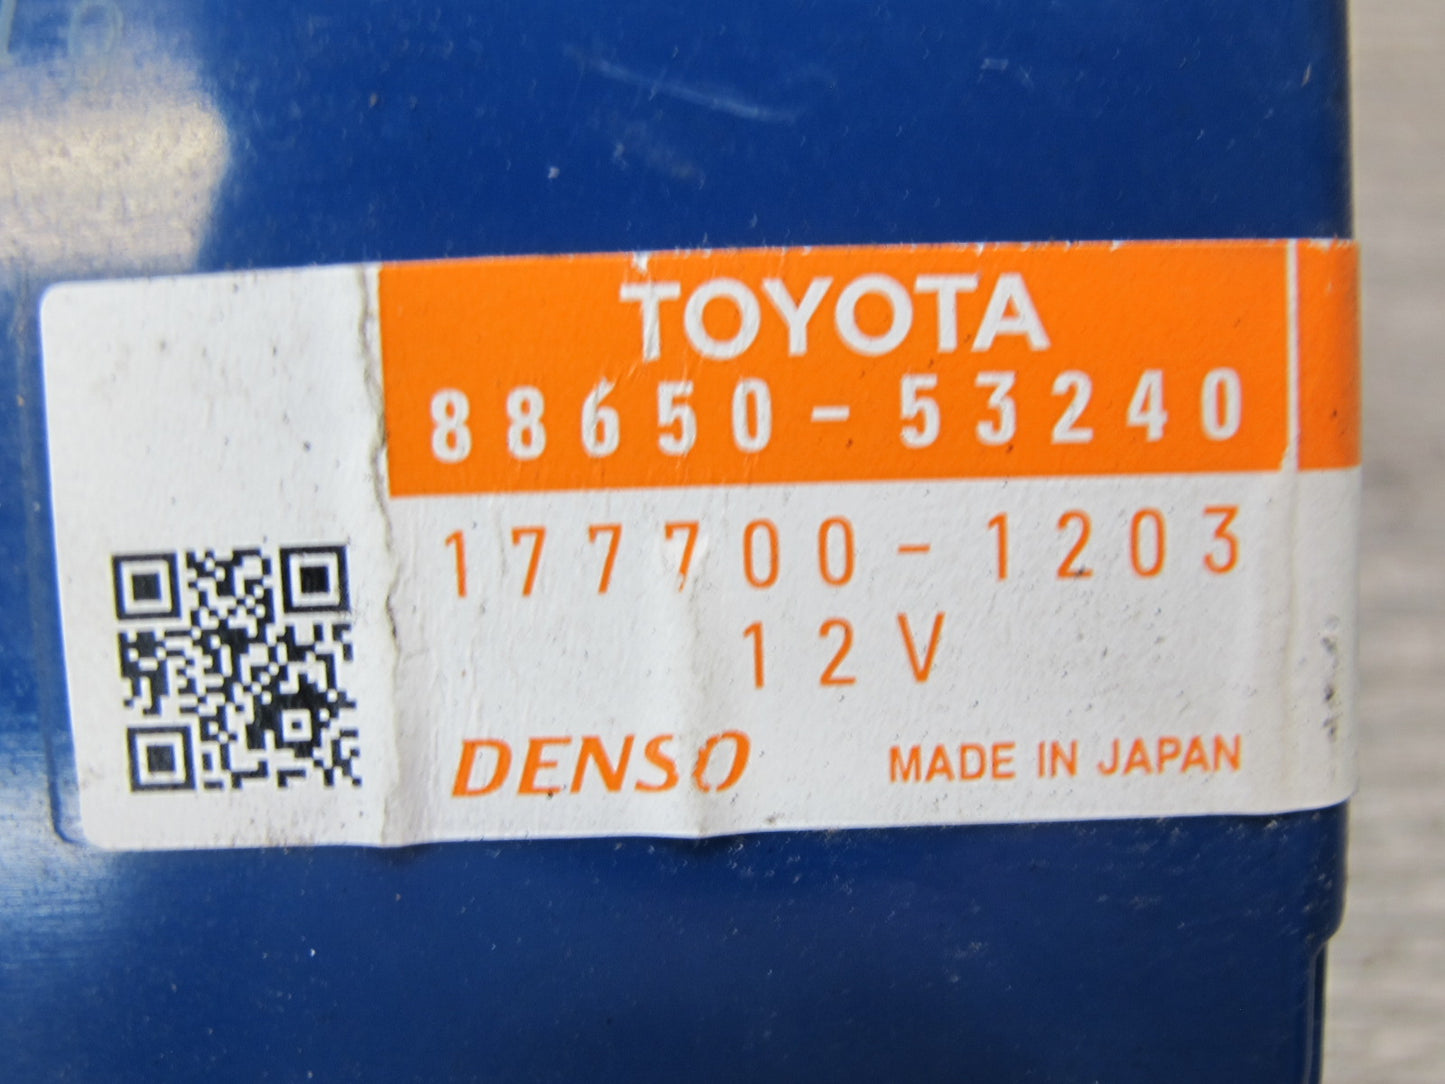 TOYOTA
88650-53240
177700-1203
12V
DENSO MADE IN JAPAN